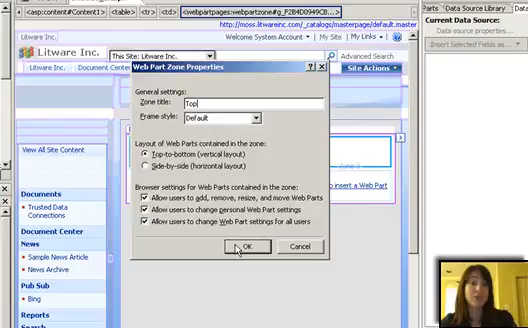 <asp:content#Content1> <table> <tr> <td> <webpartpages:webpartzone#g_F2B4D0949CB...
Parts Data Source Library Data
Current Data Source:
Data source properties...
Insert Selected Fields as...
http://moss.litwareinc.com/_catalogs/masterpage/default.master
Litware Inc
Welcome System Account My Site My Links
Litware Inc.
This Site: Litware Inc.
Advanced Search
Litware Inc. Document Center
Site Actions
Web Part Zone Properties
General settings:
Zone title: Top
Frame style: Default
Layout of Web Parts contained in the zone:
Top-to-bottom (vertical layout)
Side-by-side (horizontal layout)
Browser settings for Web Parts contained in the zone:
Allow users to add, remove, resize, and move Web Parts
Allow users to change personal Web Part settings
Allow users to change Web Part settings for all users
OK Cancel
View All Site Content
Documents
Trusted Data Connections
Document Center
News
Sample News Article
News Archive
Pub Sub
Bing
to insert a Web Part